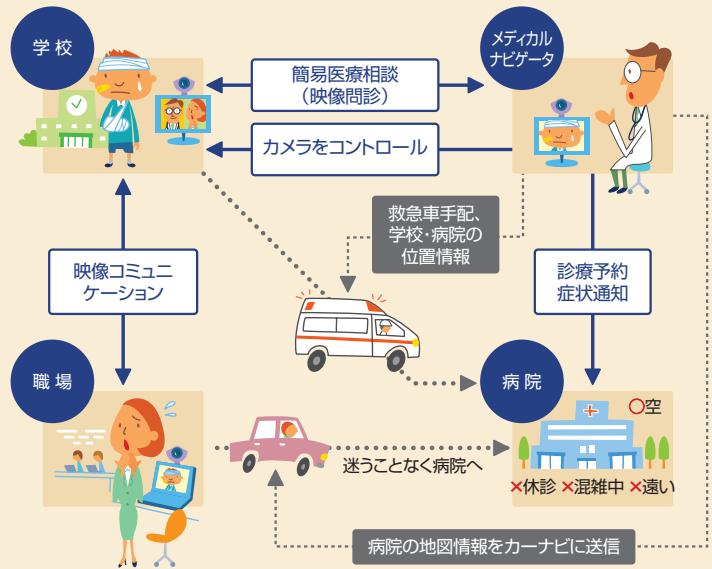 学校
メディカル
ナビゲータ
簡易医療相談
（映像問診）
カメラをコントロール
救急車手配、
学校・病院の
位置情報
映像コミュニ
ケーション
診療予約
症状通知
職場
病院
○空
迷うことなく病院へ
×休診 ×混雑中 ×遠い
病院の地図情報をカーナビに送信